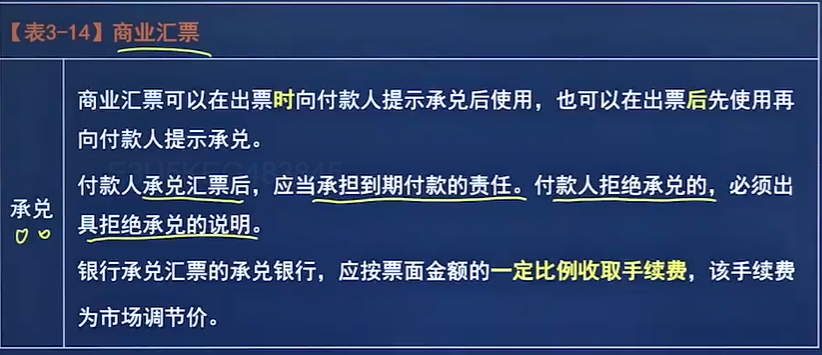 【表3-14】商业汇票
商业汇票可以在出票时向付款人提示承兑后使用，也可以在出票后先使用再
向付款人提示承兑。
付款人承兑汇票后，应当承担到期付款的责任。付款人拒绝承兑的，必须出
具拒绝承兑的说明。
承兑
银行承兑汇票的承兑银行，应按票面金额的一定比例收取手续费，该手续费
为市场调节价。